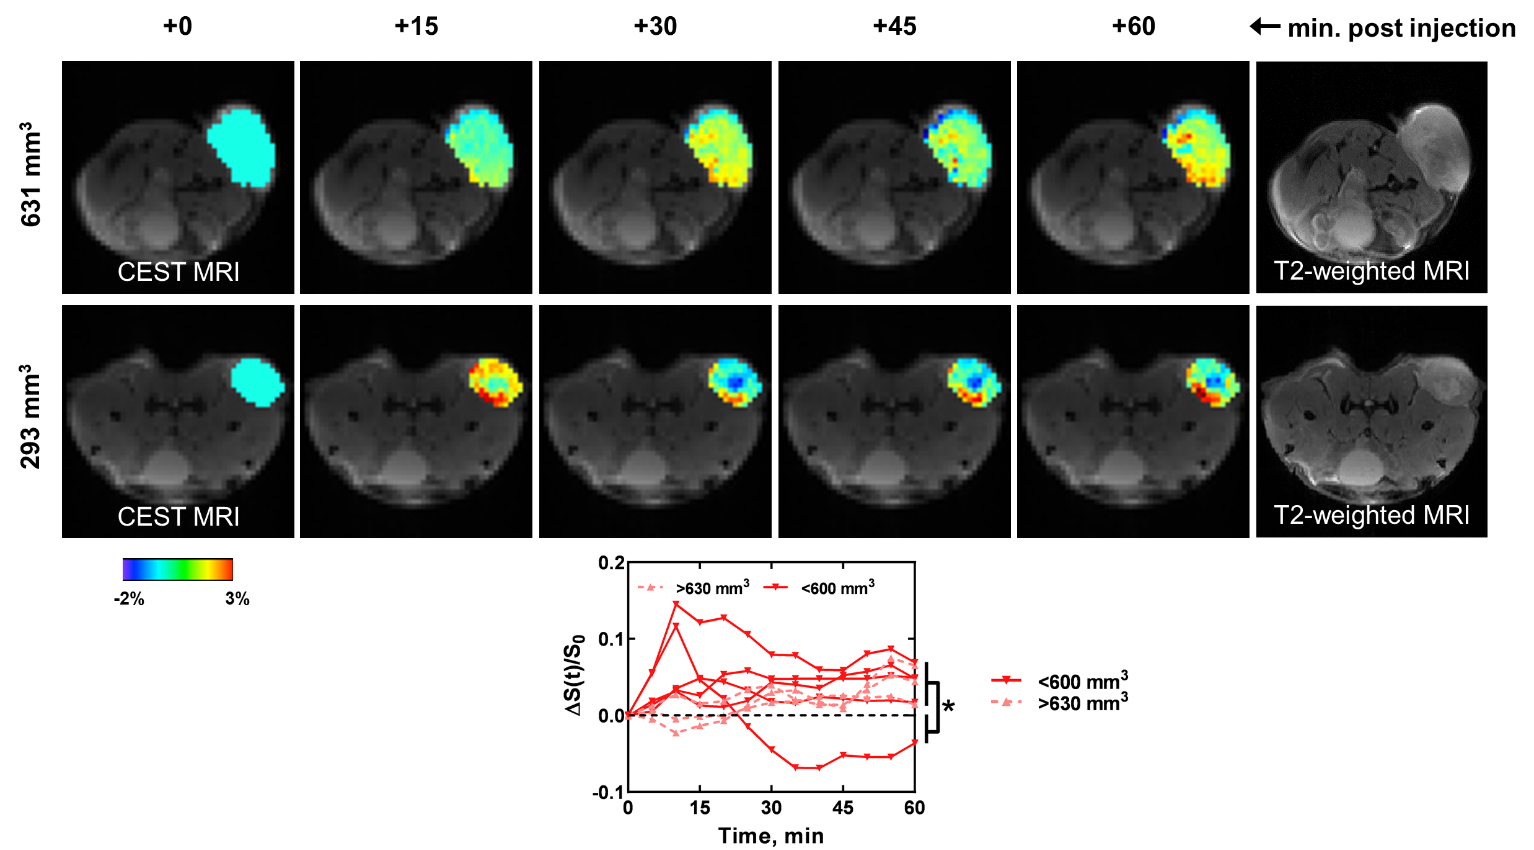 +0 +15 +30 +45 +60 ← min. post injection
631 mm³
CEST MRI
T2-weighted MRI
293 mm³
CEST MRI
T2-weighted MRI
-2% 3%
0.2
>630 mm³ <600 mm³
0.1
ΔS(t)/S₀
<600 mm³
0.0
*
>630 mm³
-0.1
0 15 30 45 60
Time, min